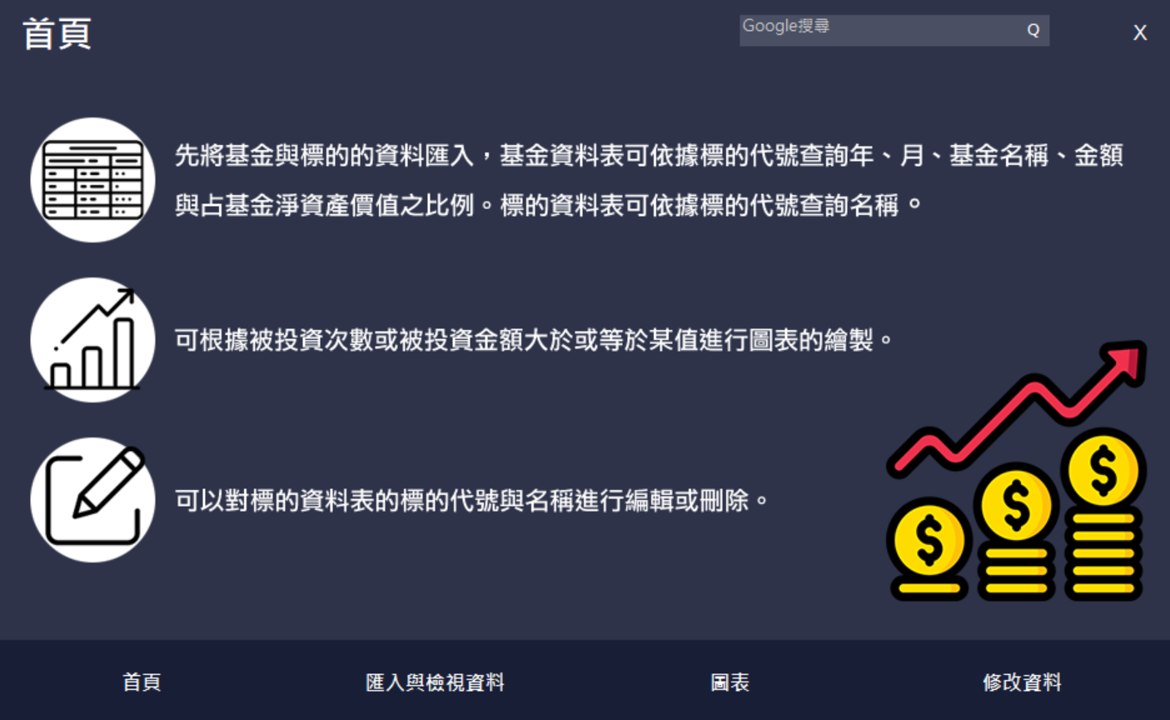 首頁
Google搜尋
Q
X
先將基金與標的的資料匯入，基金資料表可依據標的代號查詢年、月、基金名稱、金額
與占基金淨資產價值之比例。標的資料表可依據標的代號查詢名稱。
可根據被投資次數或被投資金額大於或等於某值進行圖表的繪製。
可以對標的資料表的標的代號與名稱進行編輯或刪除。
$
$
$
首頁
匯入與檢視資料
圖表
修改資料